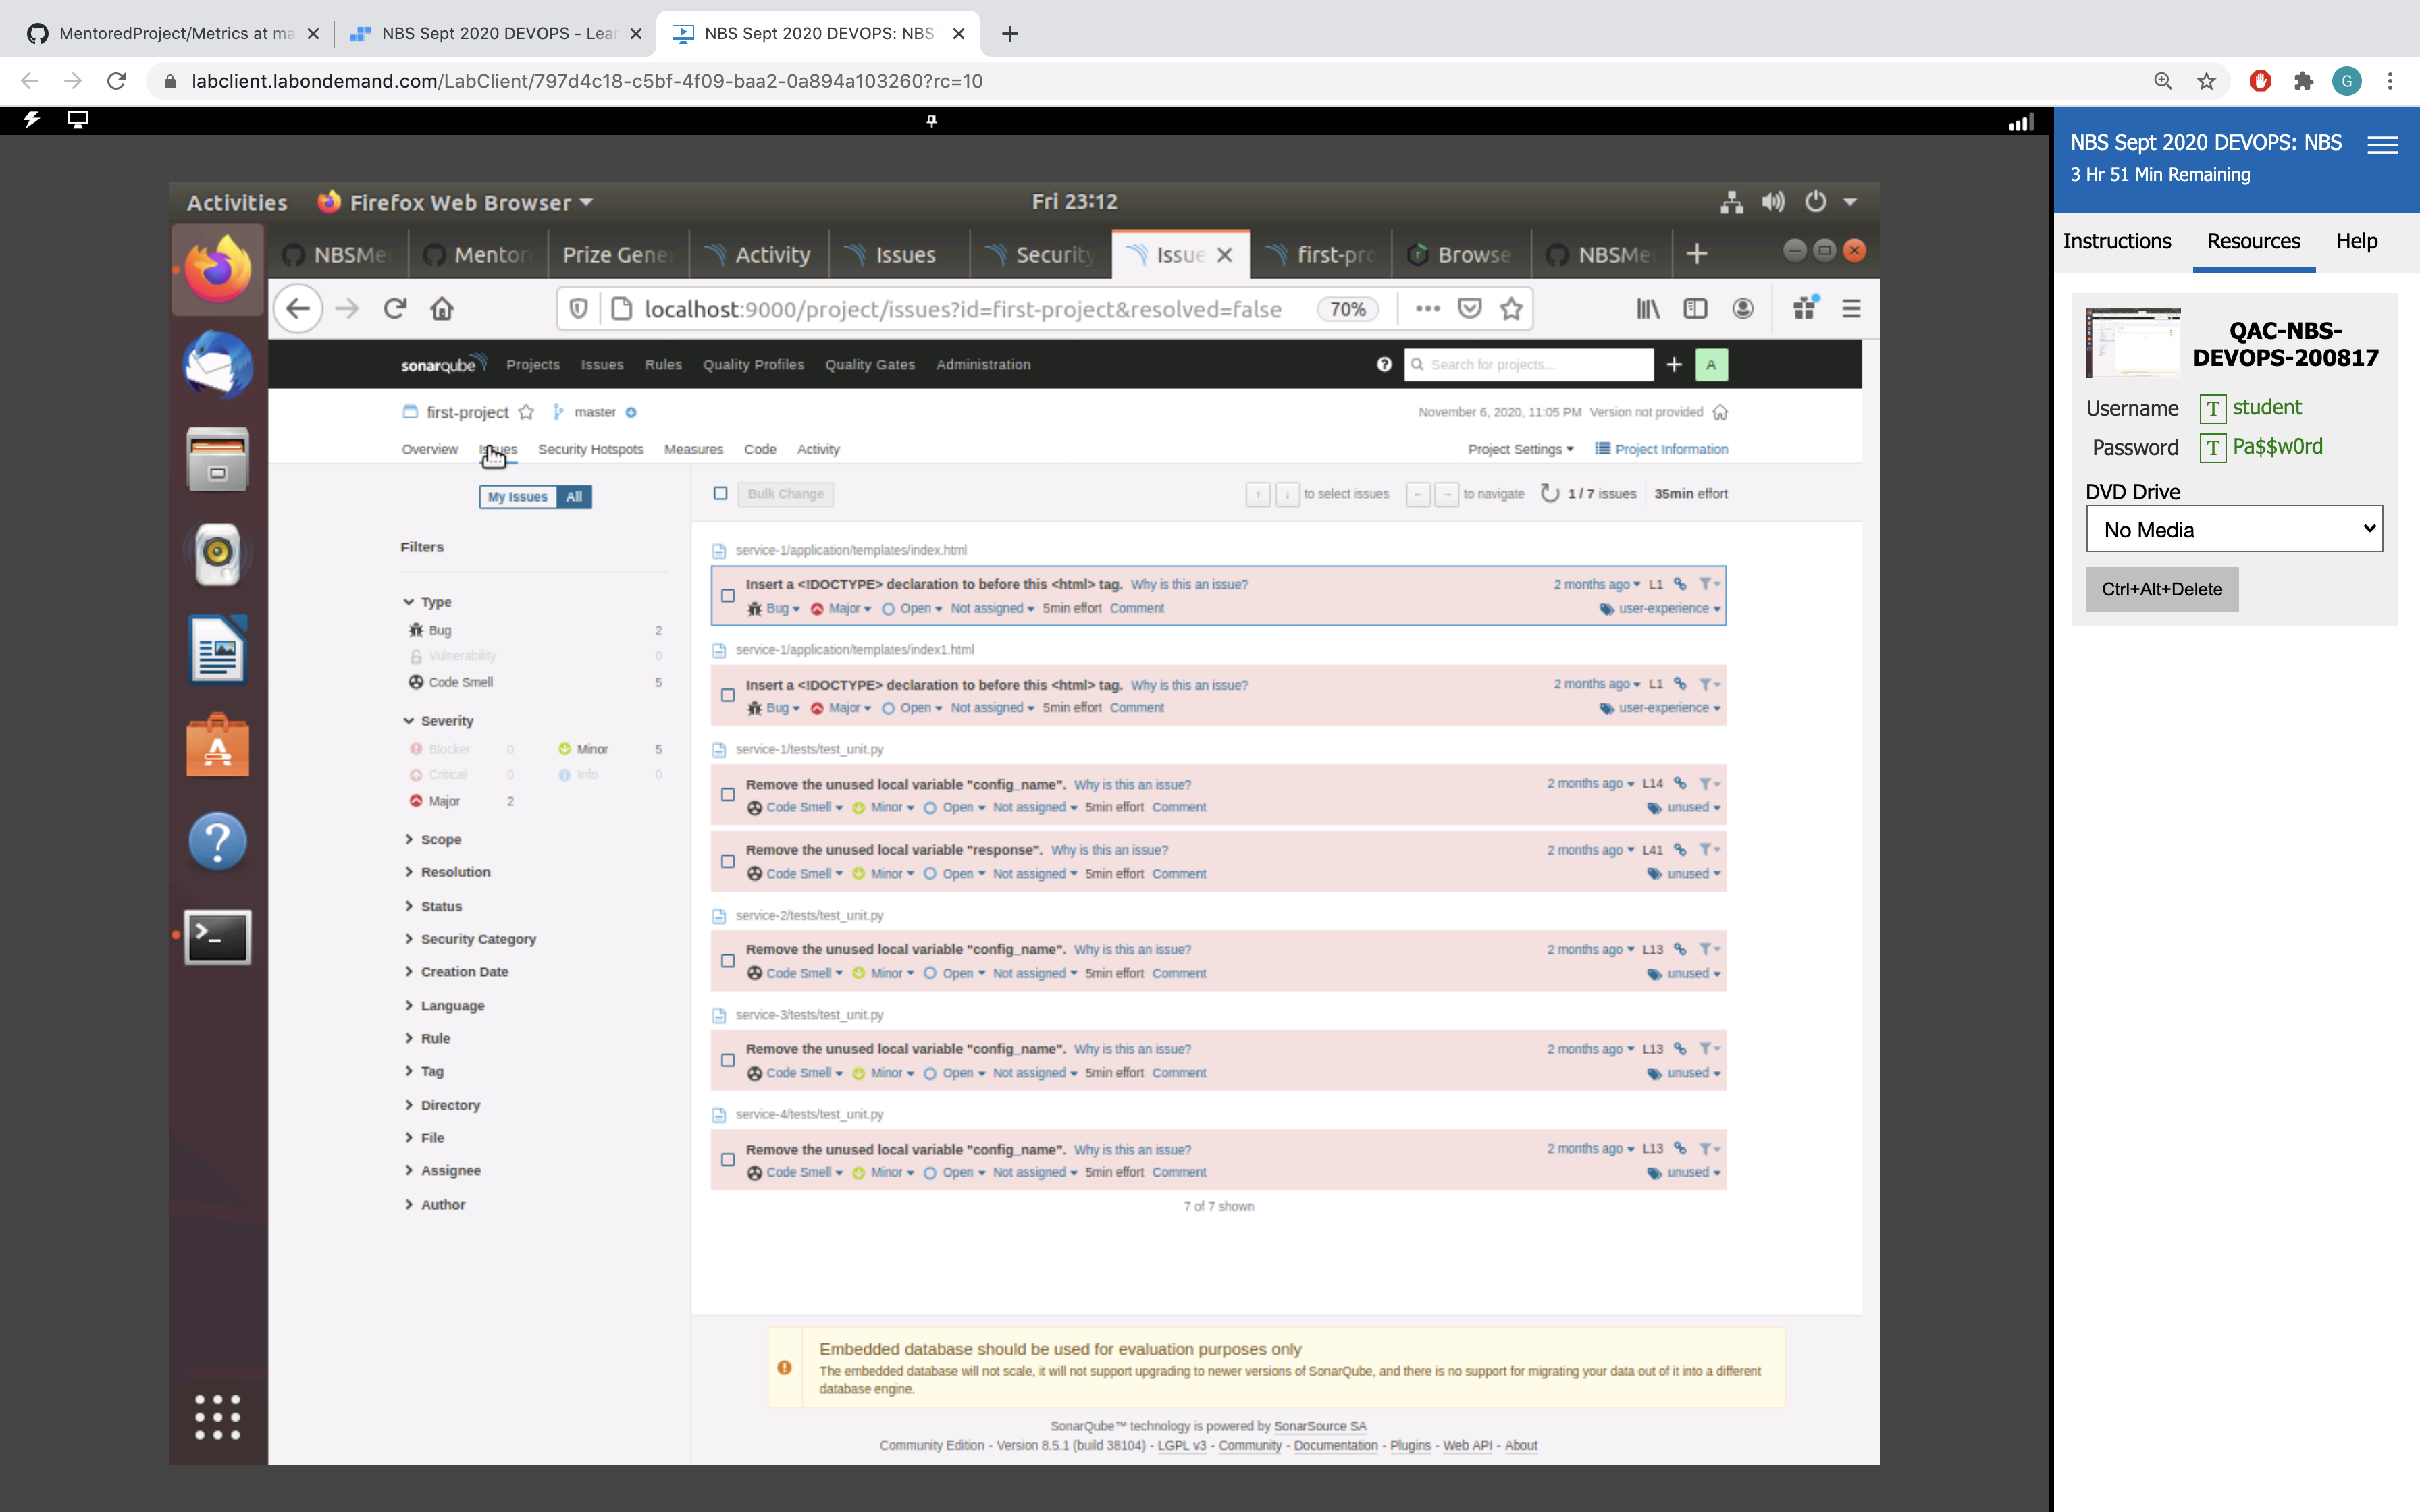 MentoredProject/Metrics at ma
NBS Sept 2020 DEVOPS - Lear
NBS Sept 2020 DEVOPS: NBS
labclient.labondemand.com/LabClient/797d4c18-c5bf-4f09-baa2-0a894a103260?rc=10
G
NBS Sept 2020 DEVOPS: NBS
3 Hr 51 Min Remaining
Instructions Resources Help
QAC-NBS-
DEVOPS-200817
Username T student
Password T Pa$$w0rd
DVD Drive
No Media
Ctrl+Alt+Delete
Activities Firefox Web Browser Fri 23:12
NBSMe Mentor Prize Gene Activity Issues Security Issue first-pro Browse NBSMe
localhost:9000/project/issues?id=first-project&resolved=false 70%
sonarqube Projects Issues Rules Quality Profiles Quality Gates Administration Search for projects... A
first-project master November 6, 2020, 11:05 PM Version not provided
Overview Issues Security Hotspots Measures Code Activity Project Settings Project Information
My Issues All
Bulk Change ↑ ↓ to select issues ← → to navigate 1 / 7 issues 35min effort
Filters
Type
Bug 2
Vulnerability 0
Code Smell 5
Severity
Blocker 0 Minor 5
Critical 0 Info 0
Major 2
Scope
Resolution
Status
Security Category
Creation Date
Language
Rule
Tag
Directory
File
Assignee
Author
service-1/application/templates/index.html
Insert a <!DOCTYPE> declaration to before this <html> tag. Why is this an issue? 2 months ago L1
Bug Major Open Not assigned 5min effort Comment user-experience
service-1/application/templates/index1.html
Insert a <!DOCTYPE> declaration to before this <html> tag. Why is this an issue? 2 months ago L1
Bug Major Open Not assigned 5min effort Comment user-experience
service-1/tests/test_unit.py
Remove the unused local variable "config_name". Why is this an issue? 2 months ago L14
Code Smell Minor Open Not assigned 5min effort Comment unused
Remove the unused local variable "response". Why is this an issue? 2 months ago L41
Code Smell Minor Open Not assigned 5min effort Comment unused
service-2/tests/test_unit.py
Remove the unused local variable "config_name". Why is this an issue? 2 months ago L13
Code Smell Minor Open Not assigned 5min effort Comment unused
service-3/tests/test_unit.py
Remove the unused local variable "config_name". Why is this an issue? 2 months ago L13
Code Smell Minor Open Not assigned 5min effort Comment unused
service-4/tests/test_unit.py
Remove the unused local variable "config_name". Why is this an issue? 2 months ago L13
Code Smell Minor Open Not assigned 5min effort Comment unused
7 of 7 shown
Embedded database should be used for evaluation purposes only
The embedded database will not scale, it will not support upgrading to newer versions of SonarQube, and there is no support for migrating your data out of it into a different
database engine.
SonarQube™ technology is powered by SonarSource SA
Community Edition - Version 8.5.1 (build 38104) - LGPL v3 - Community - Documentation - Plugins - Web API - About